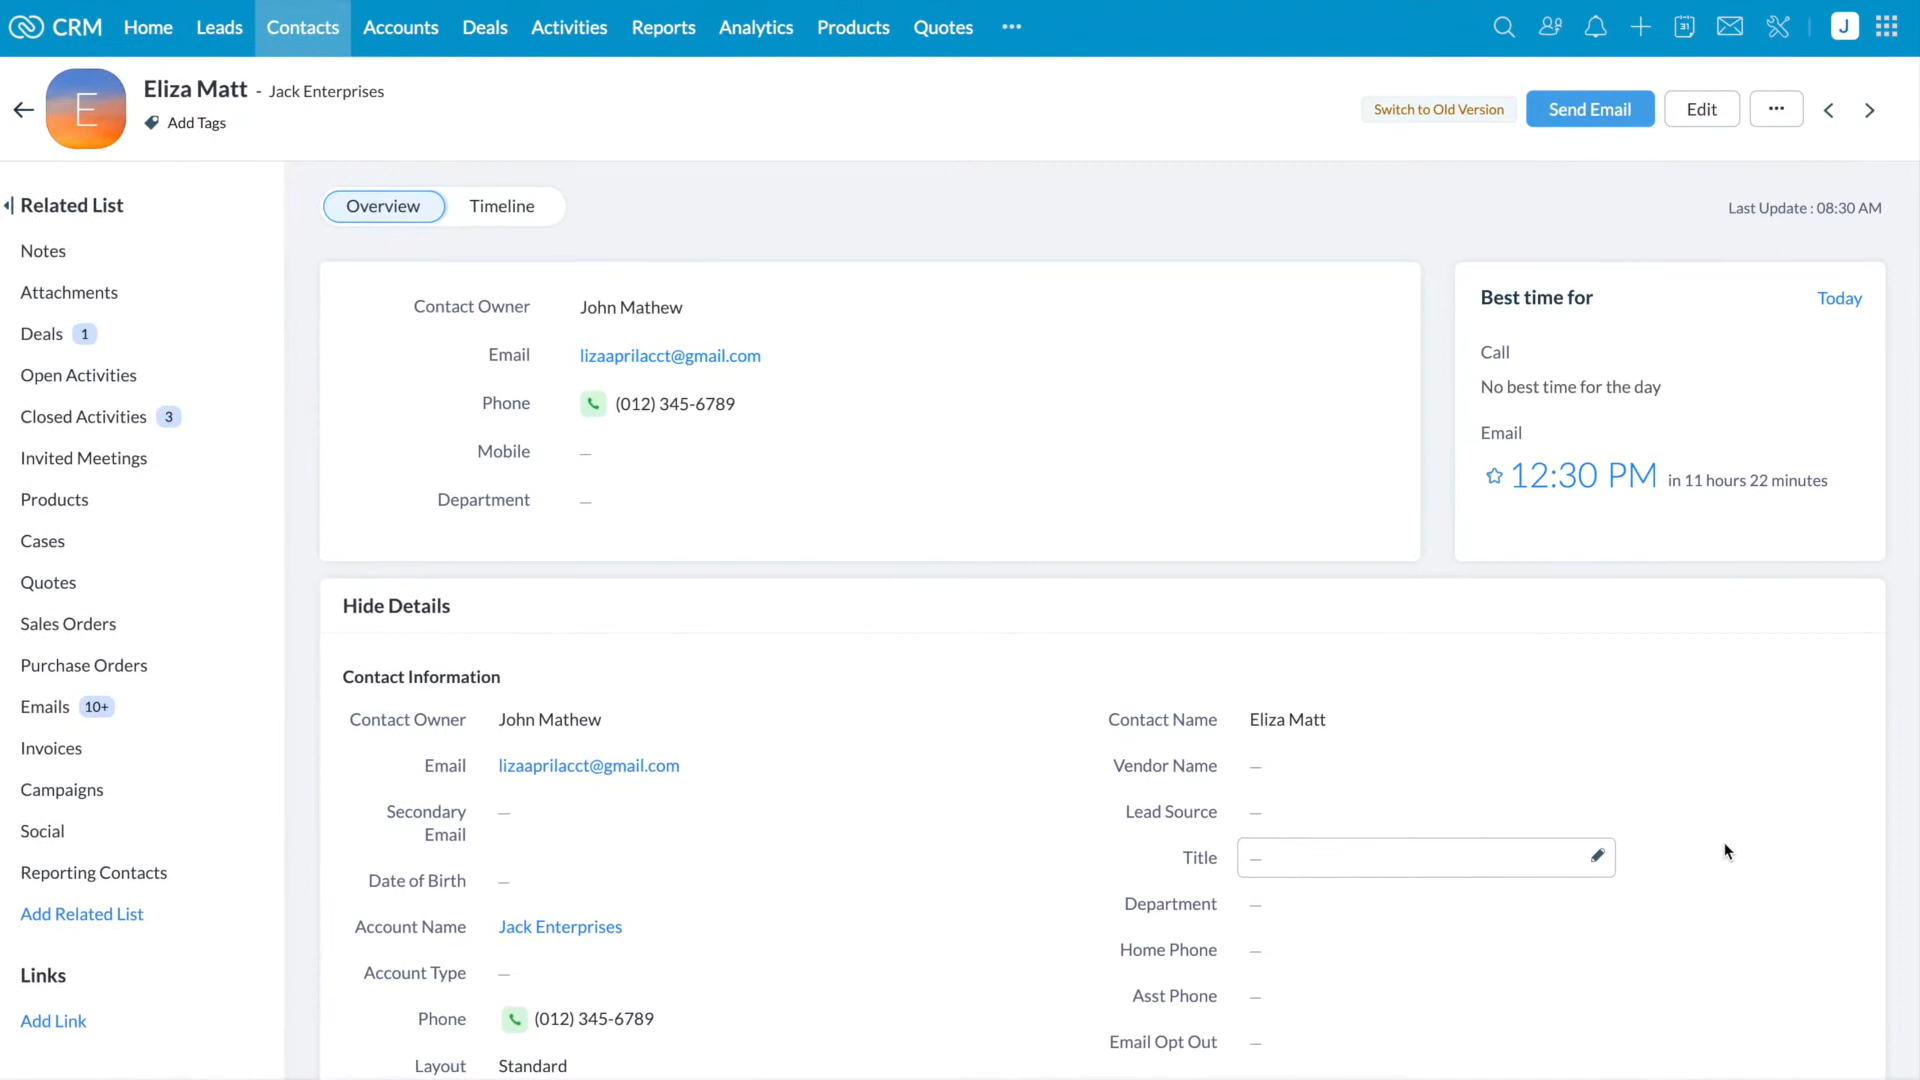 CRM Home Leads Contacts Accounts Deals Activities Reports Analytics Products Quotes ••• 31 J
E
Eliza Matt - Jack Enterprises
Add Tags
Switch to Old Version Send Email Edit •••
Related List
Notes
Attachments
Deals 1
Open Activities
Closed Activities 3
Invited Meetings
Products
Cases
Quotes
Sales Orders
Purchase Orders
Emails 10+
Invoices
Campaigns
Social
Reporting Contacts
Add Related List
Links
Add Link
Overview Timeline
Last Update : 08:30 AM
Contact Owner John Mathew
Email lizaaprilacct@gmail.com
Phone (012) 345-6789
Mobile —
Department —
Best time for Today
Call
No best time for the day
Email
12:30 PM in 11 hours 22 minutes
Hide Details
Contact Information
Contact Owner John Mathew
Email lizaaprilacct@gmail.com
Secondary
Email —
Date of Birth —
Account Name Jack Enterprises
Account Type —
Phone (012) 345-6789
Layout Standard
Contact Name Eliza Matt
Vendor Name —
Lead Source —
Title —
Department —
Home Phone —
Asst Phone —
Email Opt Out —